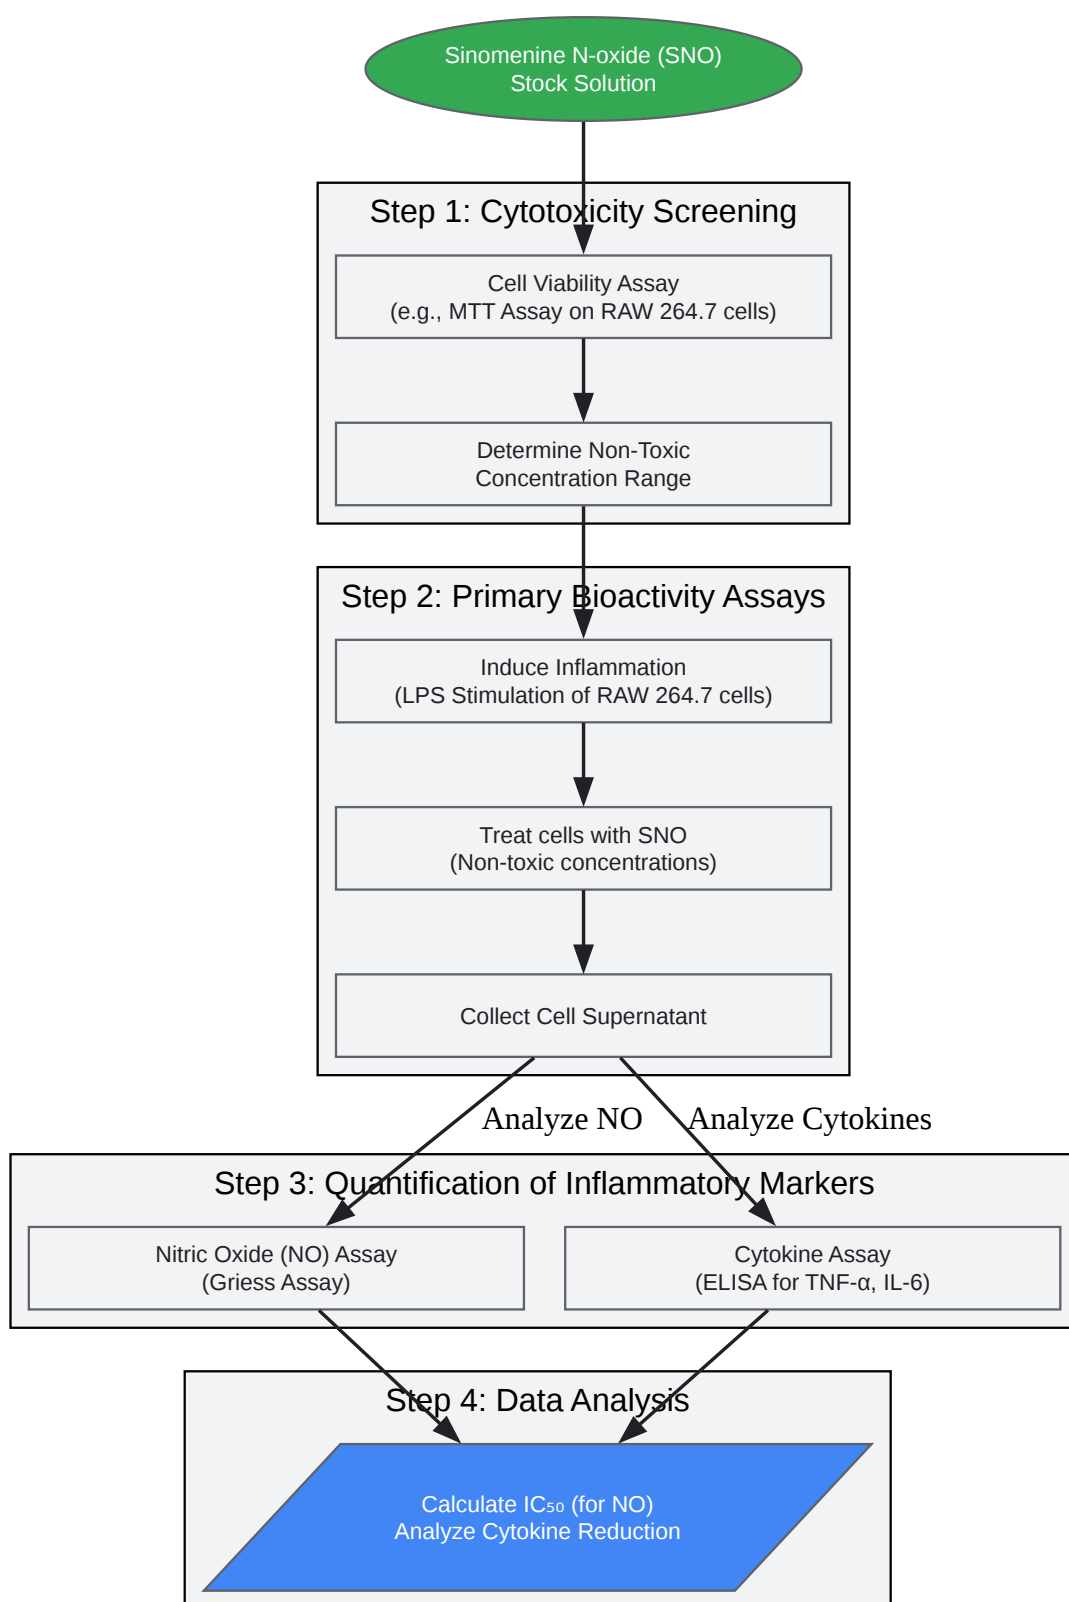 Sinomenine N-oxide (SNO)
Stock Solution
Step 1: Cytotoxicity Screening
Cell Viability Assay
(e.g., MTT Assay on RAW 264.7 cells)
Determine Non-Toxic
Concentration Range
Step 2: Primary Bioactivity Assays
Induce Inflammation
(LPS Stimulation of RAW 264.7 cells)
Treat cells with SNO
(Non-toxic concentrations)
Collect Cell Supernatant
Analyze NO
Analyze Cytokines
Step 3: Quantification of Inflammatory Markers
Nitric Oxide (NO) Assay
(Griess Assay)
Cytokine Assay
(ELISA for TNF-α, IL-6)
Step 4: Data Analysis
Calculate IC₅₀ (for NO)
Analyze Cytokine Reduction